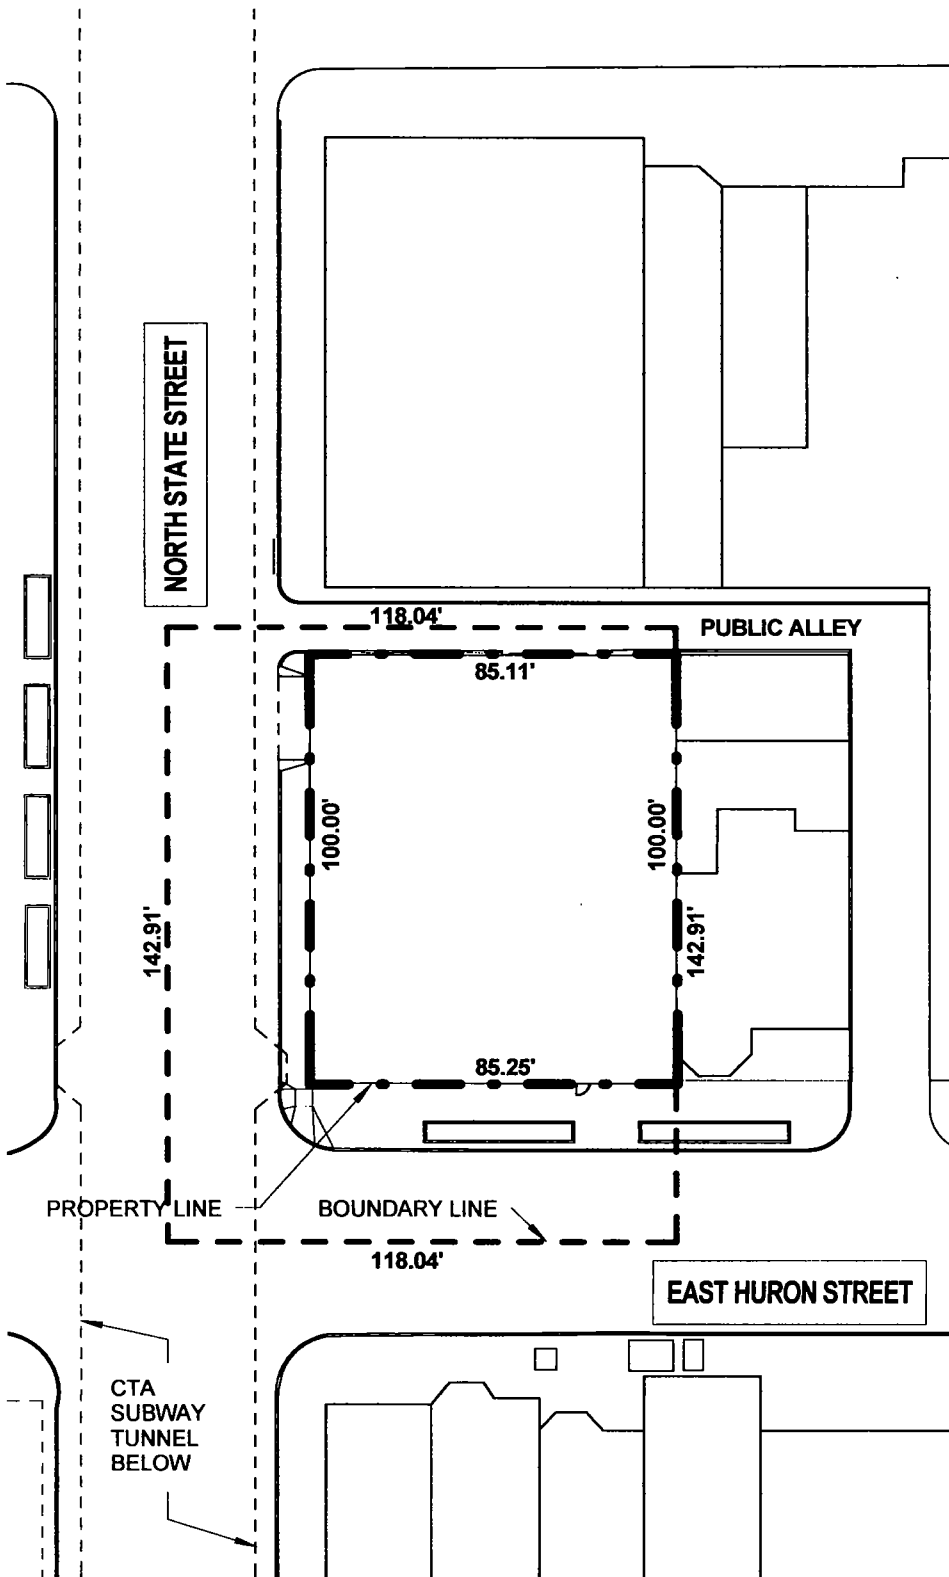 NORTH STATE STREET
118.04'
PUBLIC ALLEY
85.11'
100.00'
100.00'
142.91'
142.91'
85.25'
PROPERTY LINE
BOUNDARY LINE
118.04'
EAST HURON STREET
CTA
SUBWAY
TUNNEL
BELOW